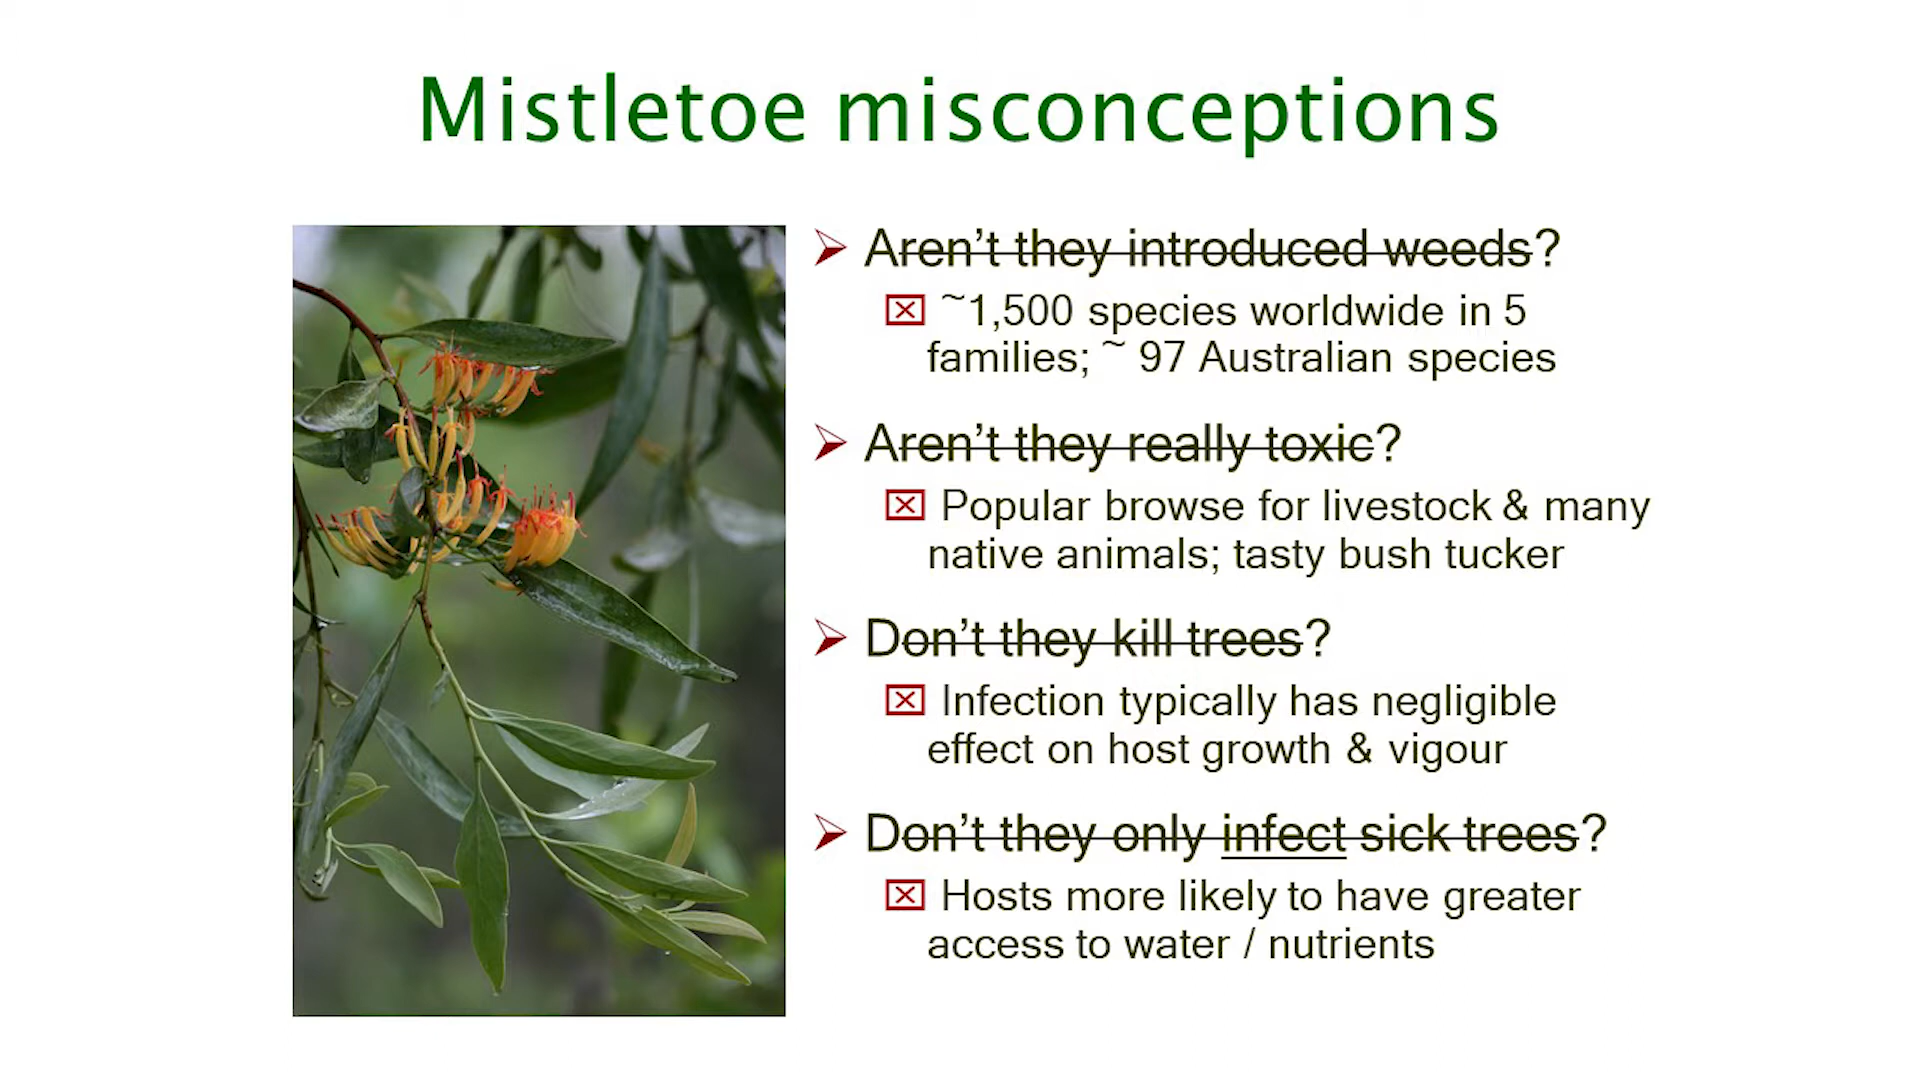 Mistletoe misconceptions
Aren't they introduced weeds?
~1,500 species worldwide in 5
families; ~ 97 Australian species
Aren't they really toxic?
Popular browse for livestock & many
native animals; tasty bush tucker
Don't they kill trees?
Infection typically has negligible
effect on host growth & vigour
Don't they only infect sick trees?
Hosts more likely to have greater
access to water / nutrients